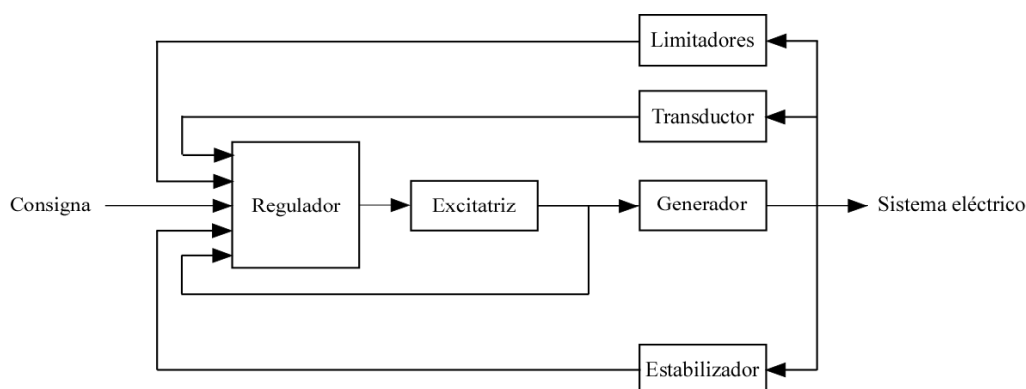 Limitadores
Transductor
Consigna
Regulador
Excitatriz
Generador
Sistema eléctrico
Estabilizador